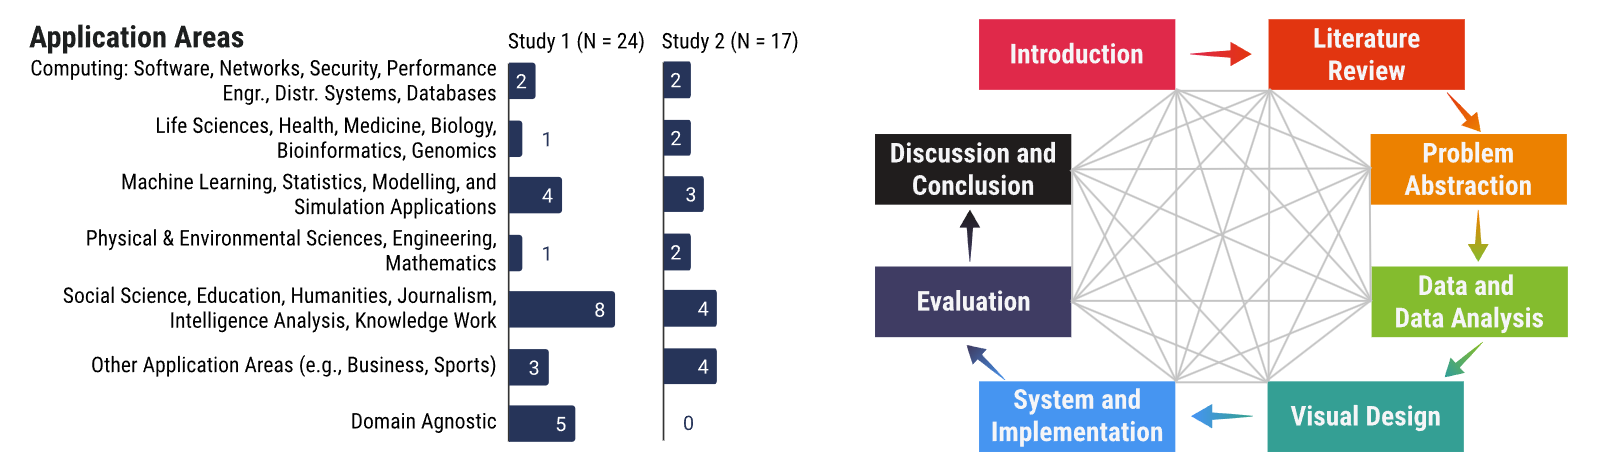 Application Areas
Study 1 (N = 24)
Study 2 (N = 17)
Computing: Software, Networks, Security, Performance
Engr., Distr. Systems, Databases
2
2
Life Sciences, Health, Medicine, Biology,
Bioinformatics, Genomics
1
2
Machine Learning, Statistics, Modelling, and
Simulation Applications
4
3
Physical & Environmental Sciences, Engineering,
Mathematics
1
2
Social Science, Education, Humanities, Journalism,
Intelligence Analysis, Knowledge Work
8
4
Other Application Areas (e.g., Business, Sports)
3
4
Domain Agnostic
5
0
Introduction
Literature
Review
Problem
Abstraction
Data and
Data Analysis
Visual Design
System and
Implementation
Evaluation
Discussion and
Conclusion